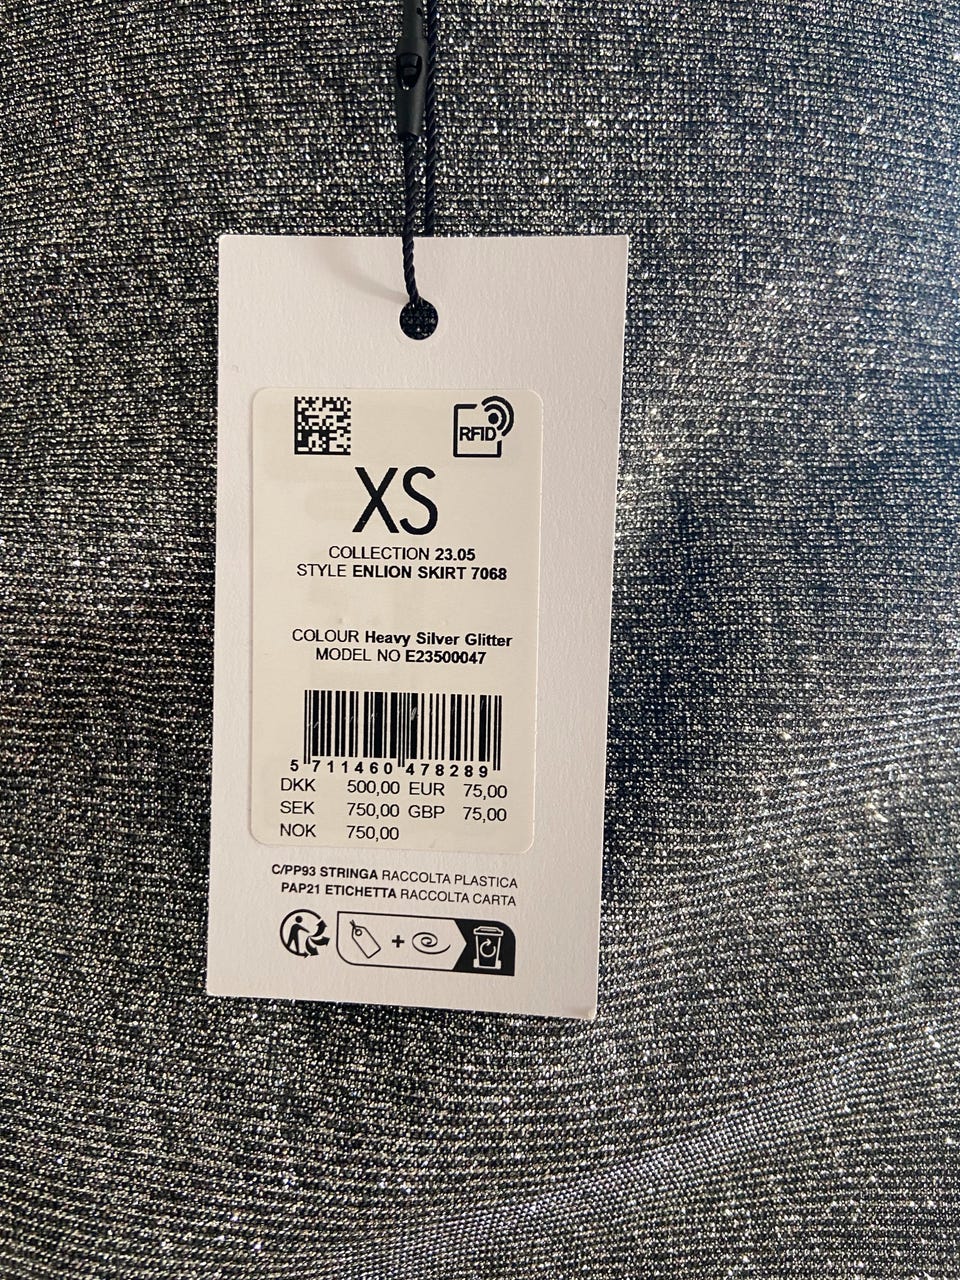 RFID
XS
COLLECTION 23.05
STYLE ENLION SKIRT 7068
COLOUR Heavy Silver Glitter
MODEL NO E23500047
5 711460 478289
DKK 500,00 EUR 75,00
SEK 750,00 GBP 75,00
NOK 750,00
C/PP93 STRINGA RACCOLTA PLASTICA
PAP21 ETICHETTA RACCOLTA CARTA
+